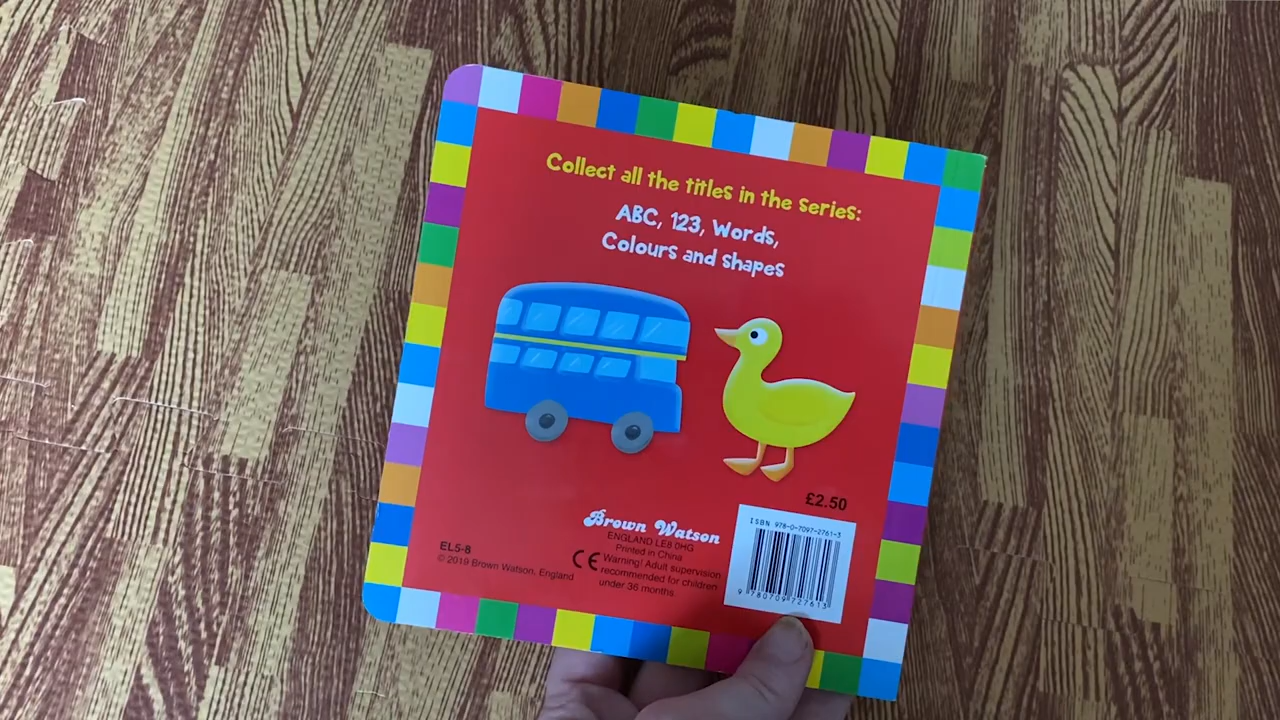 Collect all the titles in the series:
ABC, 123, Words,
Colours and shapes
£2.50
ISBN 978-0-7097-2761-3
9 780709 727613
Brown Watson
ENGLAND LE8 0HG
Printed in China
CE Warning! Adult supervision
recommended for children
under 36 months.
EL5-8
© 2019 Brown Watson, England